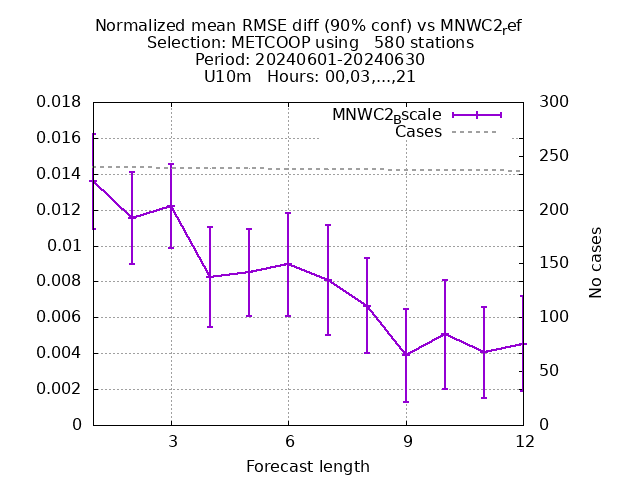 Normalized mean RMSE diff (90% conf) vs MNWC2ref
Selection: METCOOP using   580 stations
Period: 20240601-20240630
U10m   Hours: 00,03,...,21
MNWC2Bscale
Cases
0.018
0.016
0.014
0.012
0.01
0.008
0.006
0.004
0.002
0
300
250
200
150
100
50
0
No cases
3 6 9 12
Forecast length